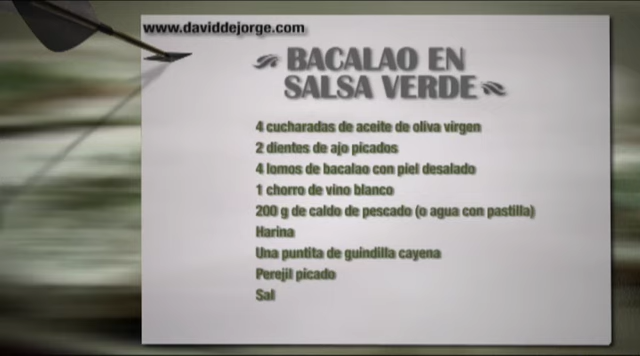 www.daviddejorge.com
BACALAO EN
SALSA VERDE
4 cucharadas de aceite de oliva virgen
2 dientes de ajo picados
4 lomos de bacalao con piel desalado
1 chorro de vino blanco
200 g de caldo de pescado (o agua con pastilla)
Harina
Una puntita de guindilla cayena
Perejil picado
Sal